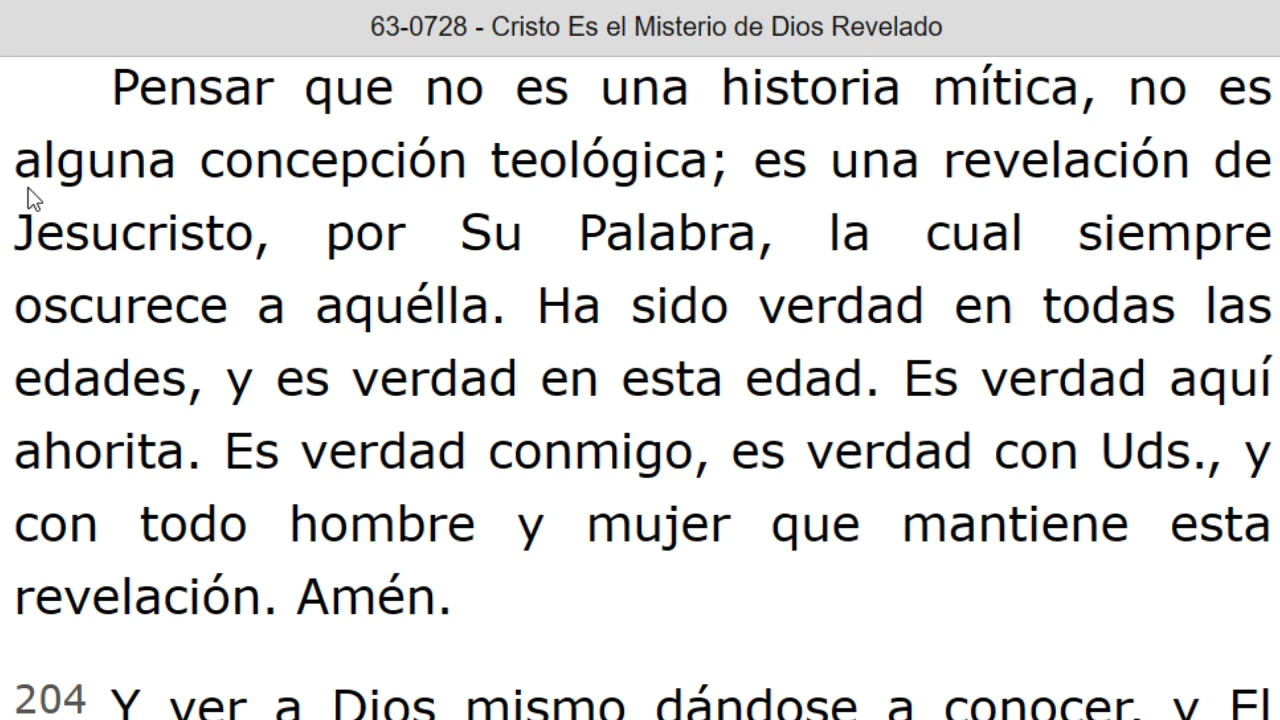 63-0728 - Cristo Es el Misterio de Dios Revelado
Pensar que no es una historia mítica, no es
alguna concepción teológica; es una revelación de
Jesucristo, por Su Palabra, la cual siempre
oscurece a aquélla. Ha sido verdad en todas las
edades, y es verdad en esta edad. Es verdad aquí
ahorita. Es verdad conmigo, es verdad con Uds., y
con todo hombre y mujer que mantiene esta
revelación. Amén.
204 Y ver a Dios mismo dándose a conocer, y El